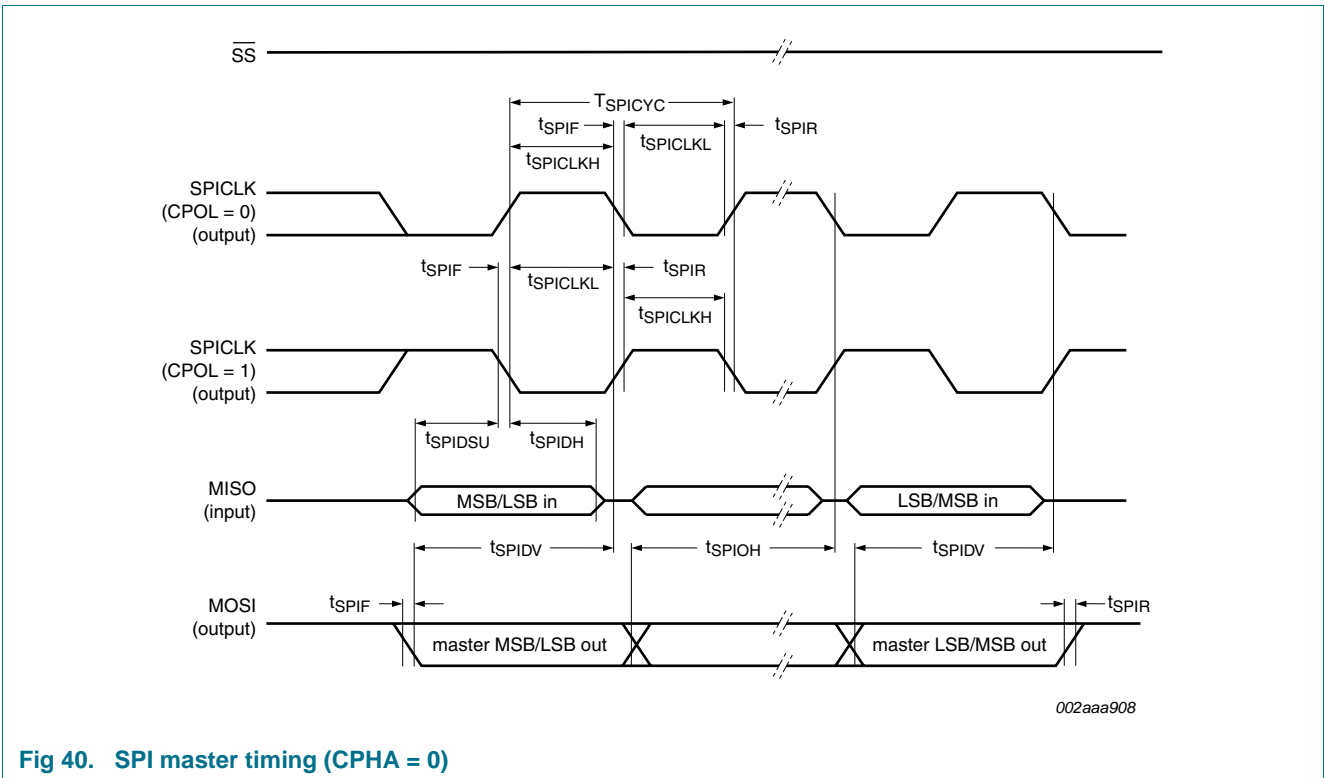 SS
TSPICYC
tSPIF
tSPICLKL
tSPIR
tSPICLKH
SPICLK
(CPOL = 0)
(output)
tSPIF
tSPICLKL
tSPIR
tSPICLKH
SPICLK
(CPOL = 1)
(output)
tSPIDSU
tSPIDH
MISO
(input)
MSB/LSB in
LSB/MSB in
tSPIDV
tSPIOH
tSPIDV
MOSI
(output)
tSPIF
tSPIR
master MSB/LSB out
master LSB/MSB out
002aaa908
Fig 40. SPI master timing (CPHA = 0)